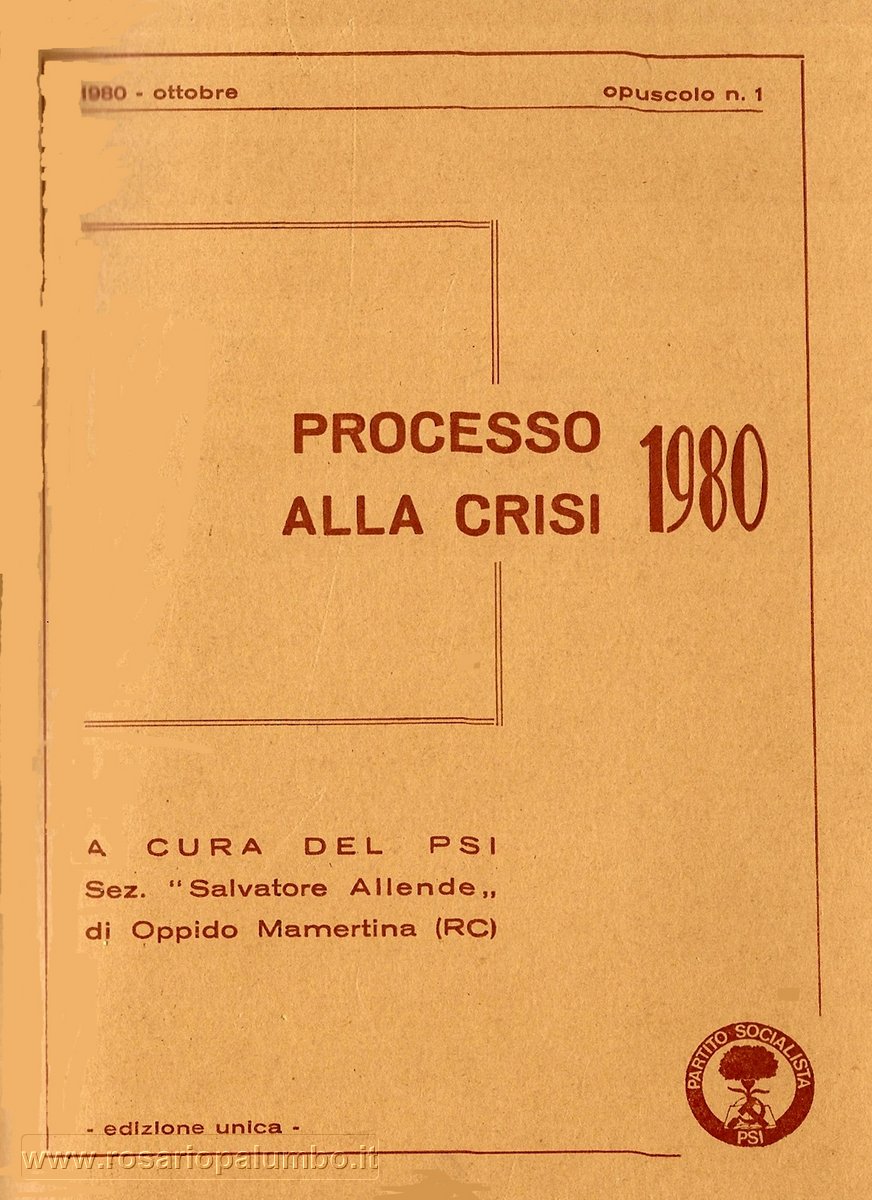 1980 - ottobre
opuscolo n. 1
PROCESSO
ALLA CRISI
1980
A CURA DEL PSI
Sez. "Salvatore Allende„
di Oppido Mamertina (RC)
PARTITO SOCIALISTA
PSI
- edizione unica -
www.rosariopalumbo.it